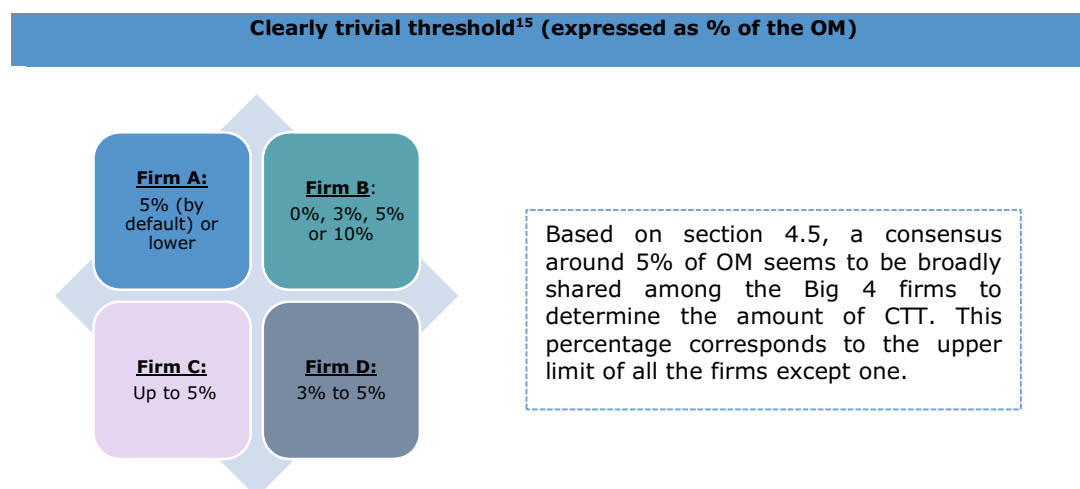 Clearly trivial threshold15 (expressed as % of the OM)
Firm A:
5% (by
default) or
lower
Firm B:
0%, 3%, 5%
or 10%
Firm C:
Up to 5%
Firm D:
3% to 5%
Based on section 4.5, a consensus
around 5% of OM seems to be broadly
shared among the Big 4 firms to
determine the amount of CTT. This
percentage corresponds to the upper
limit of all the firms except one.